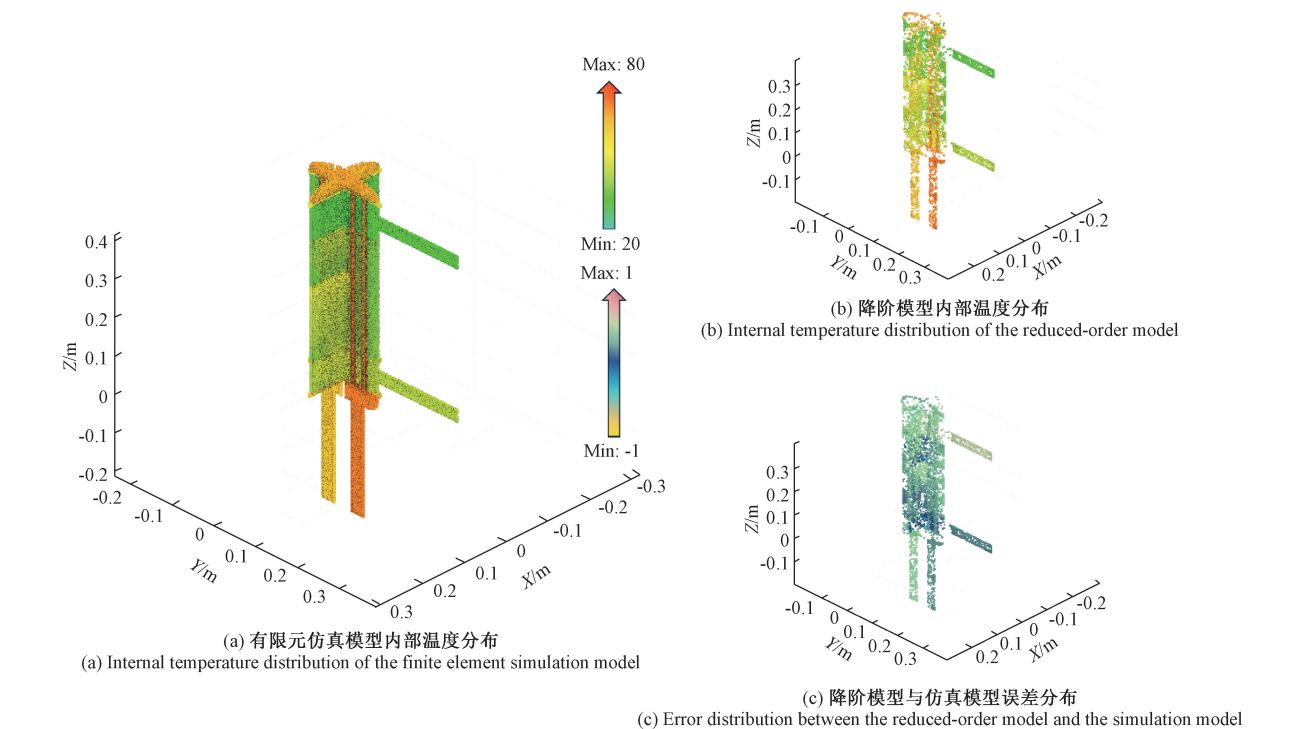 Max: 80
Min: 20
Max: 1
Min: -1
Z/m
0.4
0.3
0.2
0.1
0
-0.1
-0.2
-0.2
-0.1
0
0.1
0.2
0.3
Y/m
0.3
0.2
0.1
0
-0.1
-0.2
-0.3
X/m
(a) 有限元仿真模型内部温度分布
(a) Internal temperature distribution of the finite element simulation model
Z/m
0.3
0.2
0.1
0
-0.1
-0.1
0
0.1
0.2
0.3
Y/m
0.2
0.1
0
-0.1
-0.2
X/m
(b) 降阶模型内部温度分布
(b) Internal temperature distribution of the reduced-order model
Z/m
0.3
0.2
0.1
0
-0.1
-0.1
0
0.1
0.2
0.3
Y/m
0.2
0.1
0
-0.1
-0.2
X/m
(c) 降阶模型与仿真模型误差分布
(c) Error distribution between the reduced-order model and the simulation model